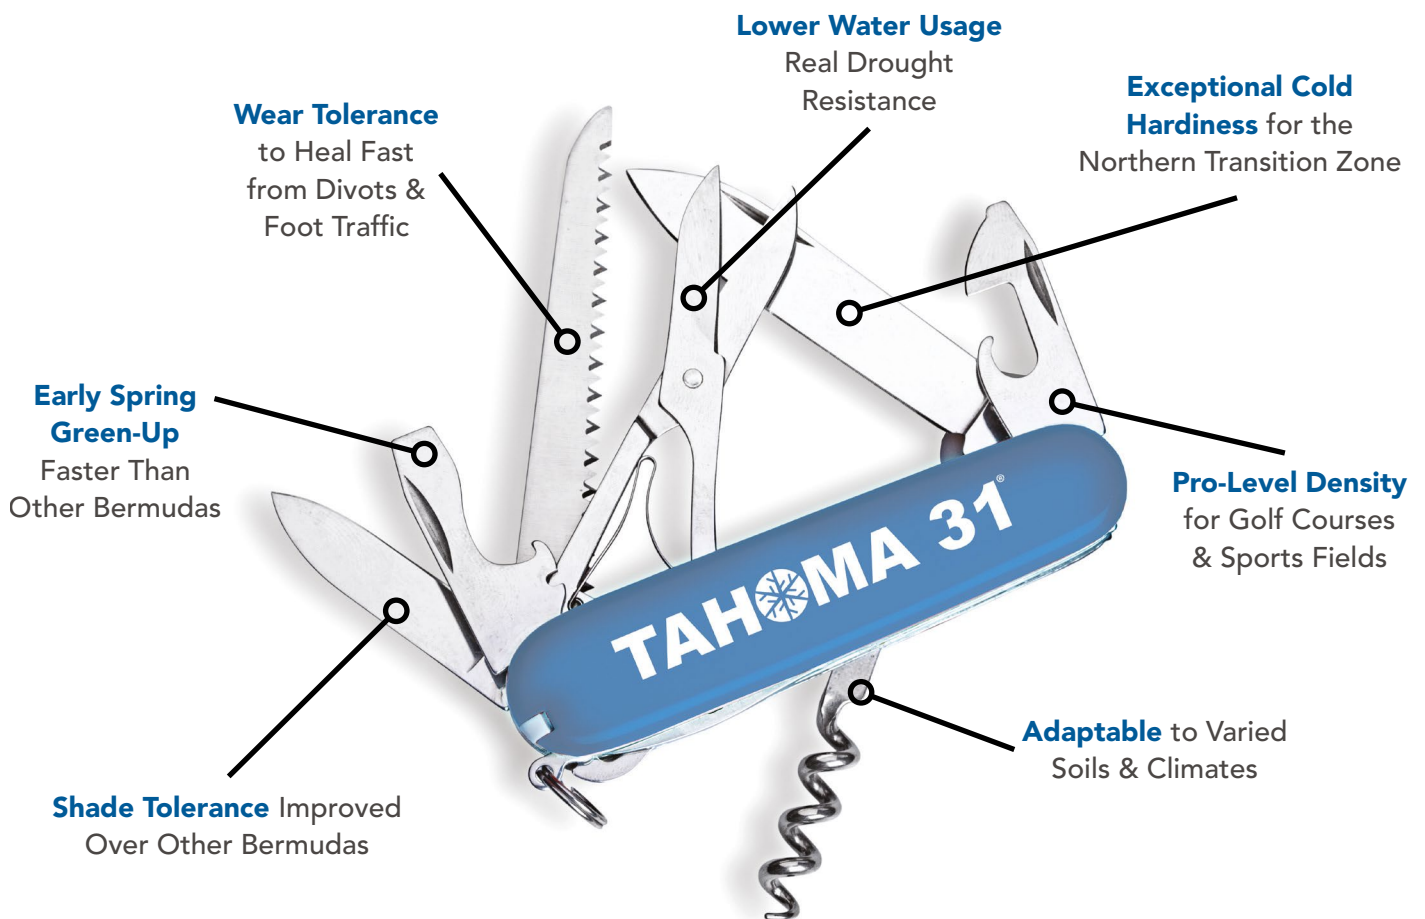 Lower Water Usage
Real Drought
Resistance
Exceptional Cold
Hardiness for the
Northern Transition Zone
Wear Tolerance
to Heal Fast
from Divots &
Foot Traffic
Early Spring
Green-Up
Faster Than
Other Bermudas
Pro-Level Density
for Golf Courses
& Sports Fields
TAHOMA 31®
Adaptable to Varied
Soils & Climates
Shade Tolerance Improved
Over Other Bermudas